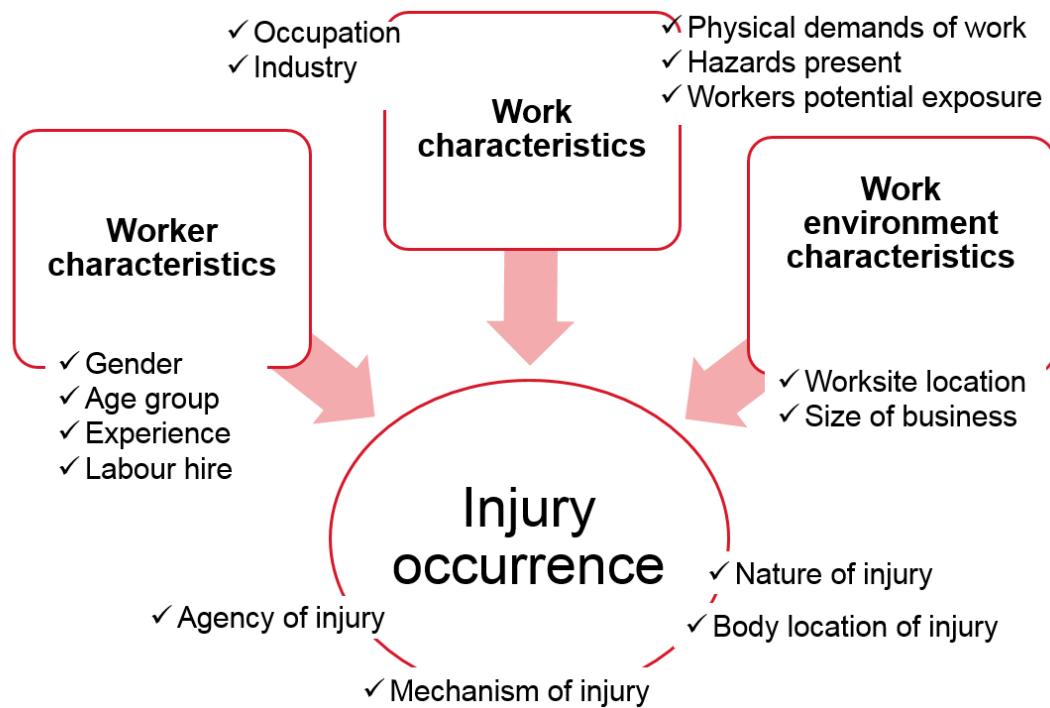 ✓ Occupation
✓ Industry
✓ Physical demands of work
✓ Hazards present
✓ Workers potential exposure
Work
characteristics
Worker
characteristics
Work
environment
characteristics
✓ Gender
✓ Age group
✓ Experience
✓ Labour hire
✓ Worksite location
✓ Size of business
Injury
occurrence
✓ Nature of injury
✓ Agency of injury
✓ Body location of injury
✓ Mechanism of injury